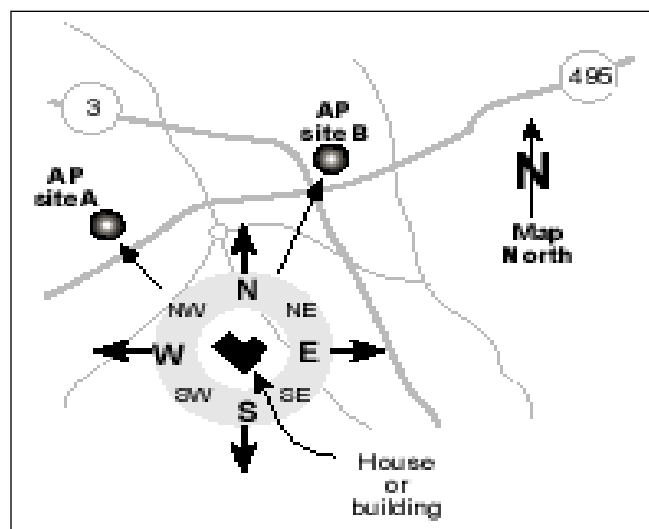 495
3
AP
site B
AP
site A
N
Map
North
N
NW
NE
W
E
SW
SE
S
House
or
building